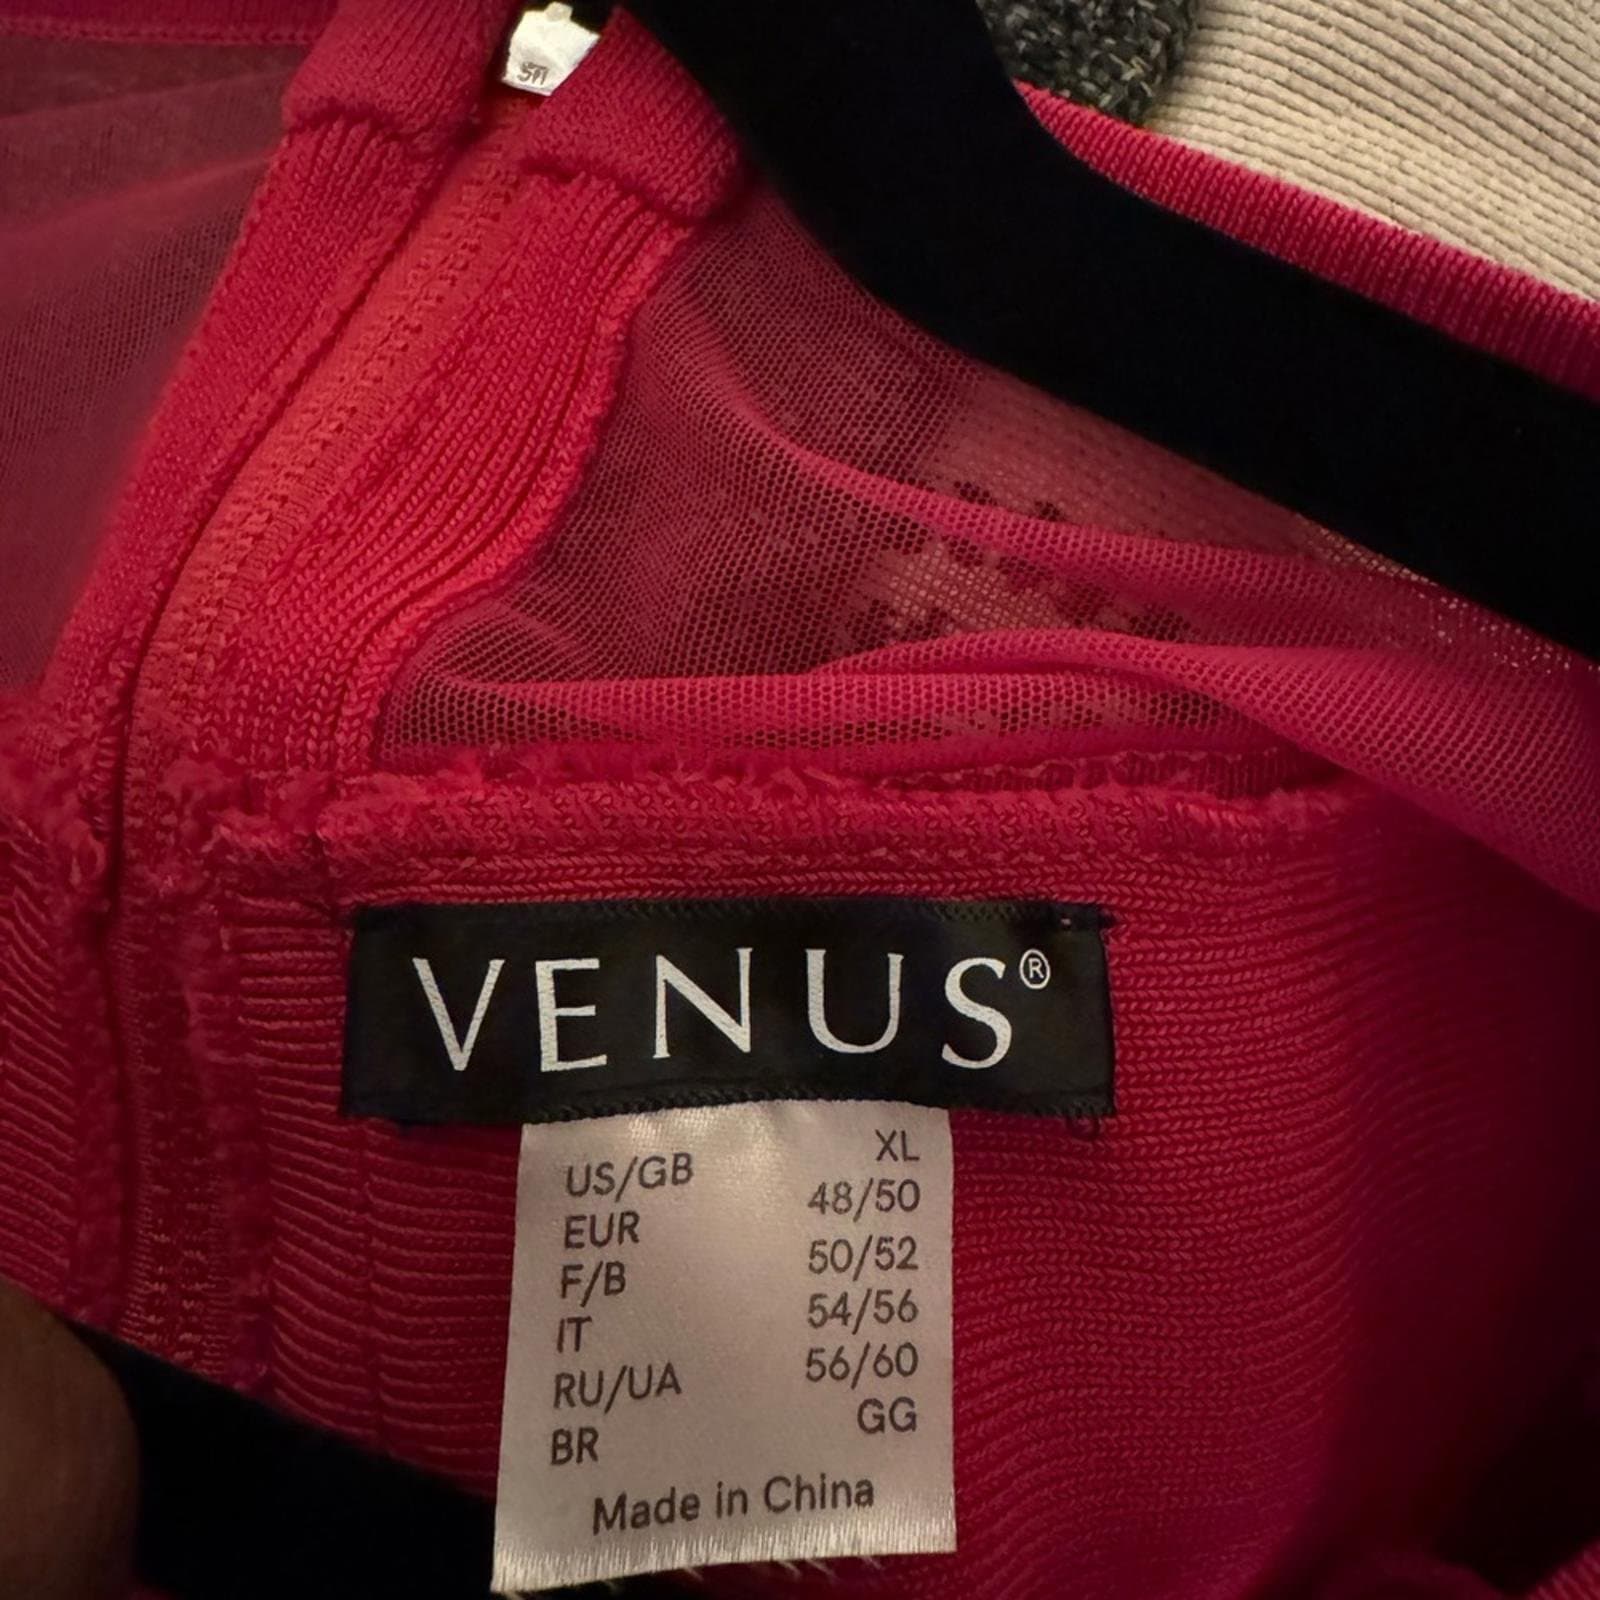 VENUS®
US/GB XL
EUR 48/50
F/B 50/52
IT 54/56
RU/UA 56/60
BR GG
Made in China